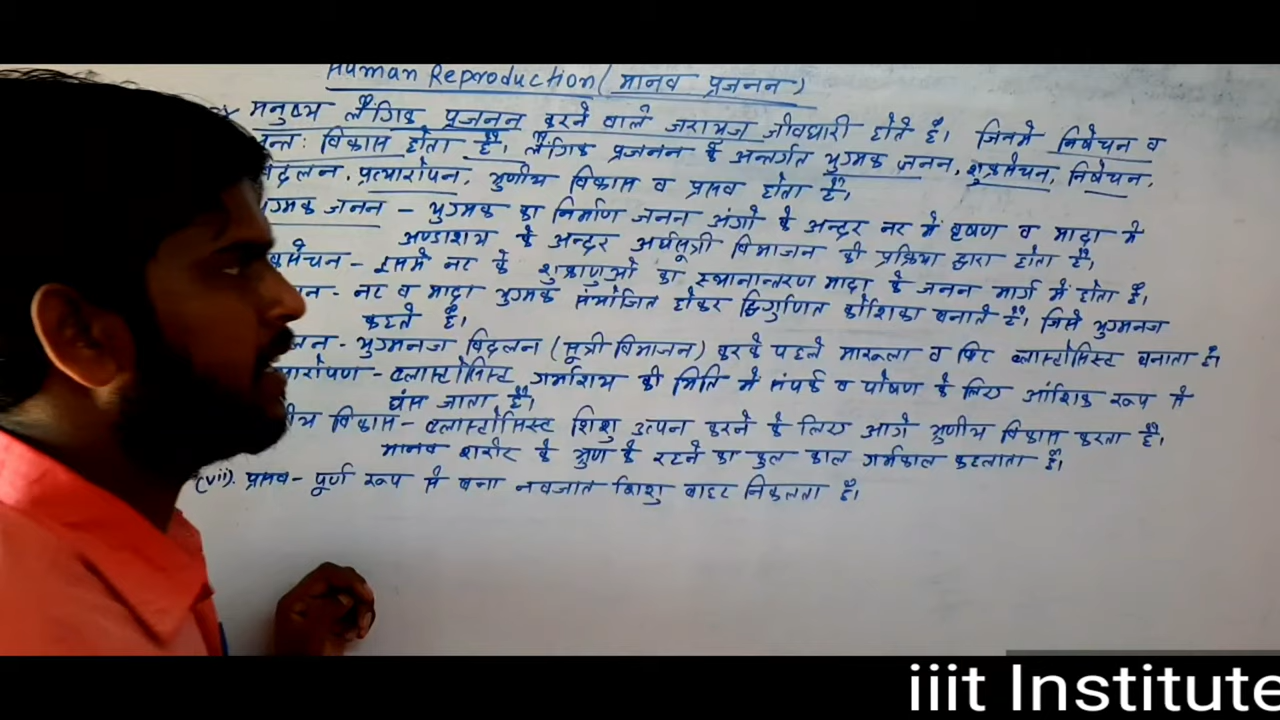 Human Reproduction (मानव प्रजनन)
मनुष्य लैंगिक प्रजनन करने वाले जरायुज जीवधारी होते हैं। जिनमे निषेचन व
अन्त: विकास होता है। लैंगिक प्रजनन के अन्तर्गत युग्मक जनन, शुक्रसेचन, निषेचन,
विदलन, प्रत्यारोपन, भ्रुणीय विकास व प्रसव होता है।
युग्मक जनन - युग्मक का निर्माण जनन अंगो के अन्दर नर में वृषण व मादा में
अण्डाशय के अन्दर अर्धसूत्री विभाजन की प्रक्रिया द्वारा होता है।
सेचन - इसमे नर के शुक्राणुओं का स्थानान्तरण मादा के जनन मार्ग में होता है।
चन - नर व मादा युग्मक संयोजित होकर द्विगुणित कोशिका बनाते है। जिसे युग्मनज
कहते हैं।
लन - युग्मनज विदलन (सूत्री विभाजन) करके पहले मारूला व फिर ब्लास्टोसिस्ट बनाता है।
यारोपण - ब्लास्टोसिस्ट गर्भाशय की भित्ति में संपर्क व पोषण के लिए आंशिक रूप से
धंस जाता है।
ीय विकास - ब्लास्टोसिस्ट शिशु उत्पन करने के लिए आगे भ्रुणीय विकास करता है।
मानव शरीर के भ्रुण के रहने का कुल काल गर्भकाल कहलाता है।
(vii). प्रसव - पूर्ण रूप से बना नवजात शिशु बाहर निकलता है।
iiit Institute